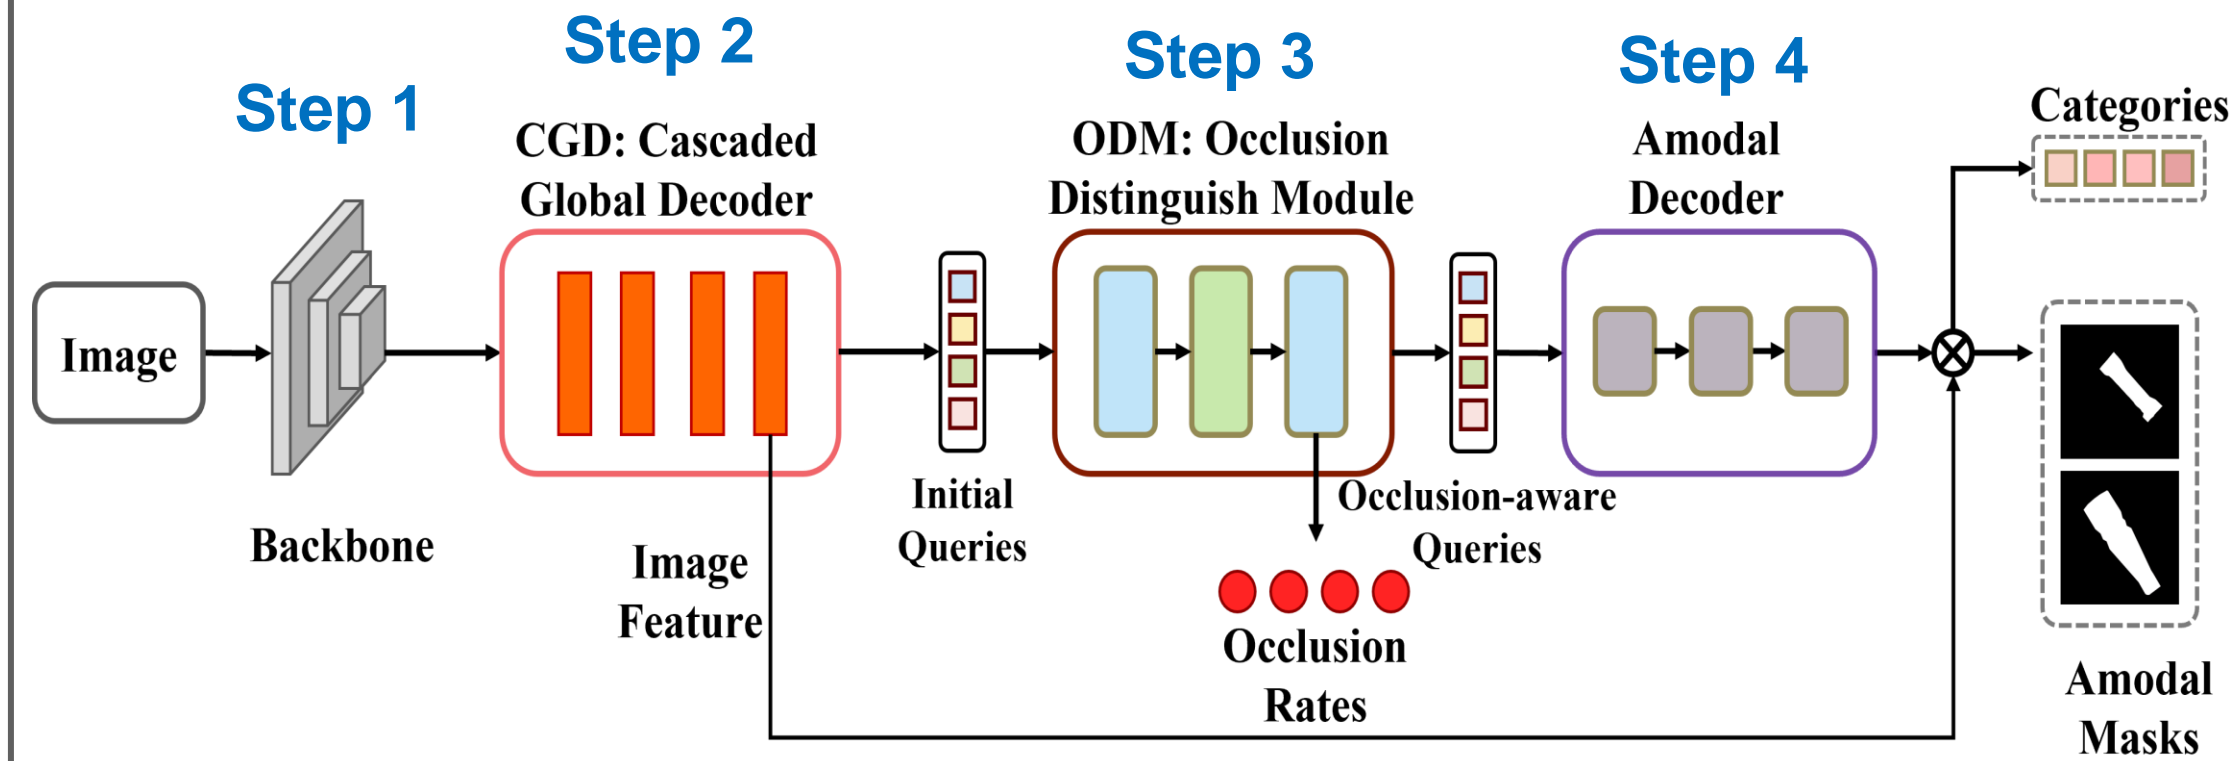 Step 1
Step 2
Step 3
Step 4
CGD: Cascaded
Global Decoder
ODM: Occlusion
Distinguish Module
Amodal
Decoder
Categories
Image
Backbone
Image
Feature
Initial
Queries
Occlusion-aware
Queries
Occlusion
Rates
Amodal
Masks